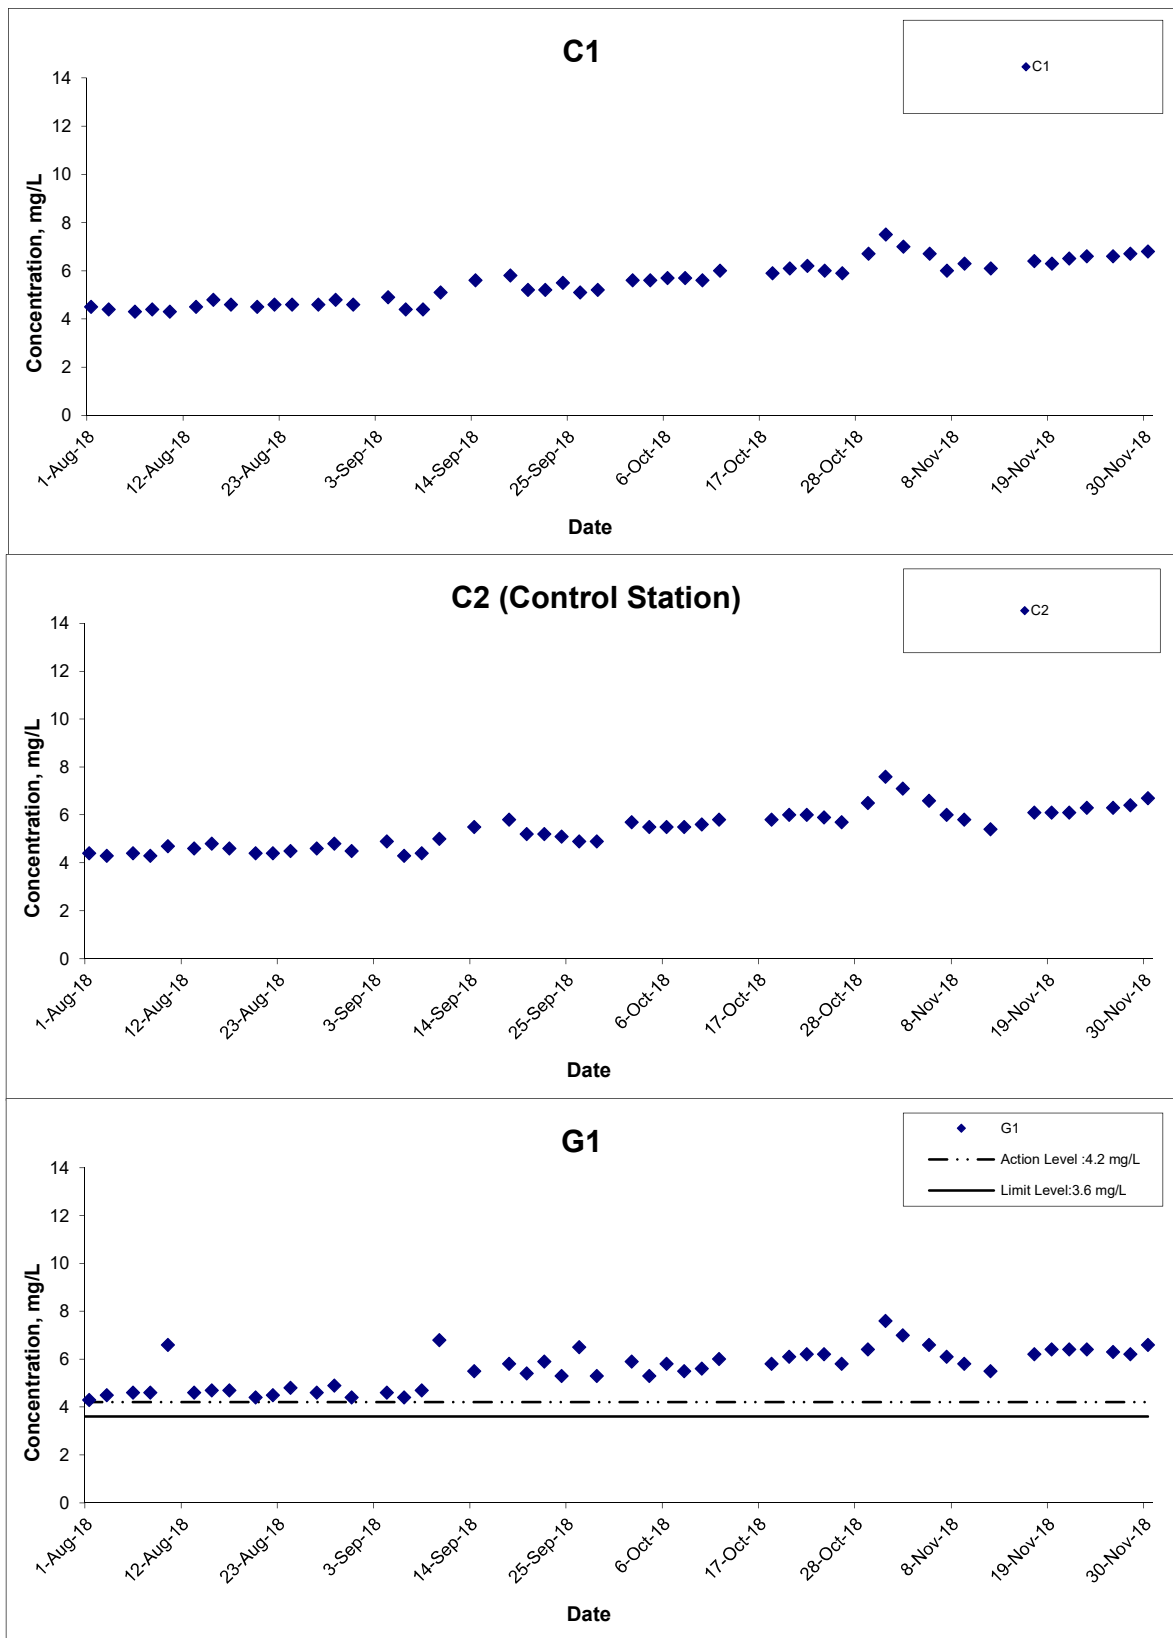 C1
C1
14
12
10
8
6
4
2
0
Concentration, mg/L
1-Aug-18
12-Aug-18
23-Aug-18
3-Sep-18
14-Sep-18
25-Sep-18
6-Oct-18
17-Oct-18
28-Oct-18
8-Nov-18
19-Nov-18
30-Nov-18
Date
C2 (Control Station)
C2
14
12
10
8
6
4
2
0
Concentration, mg/L
1-Aug-18
12-Aug-18
23-Aug-18
3-Sep-18
14-Sep-18
25-Sep-18
6-Oct-18
17-Oct-18
28-Oct-18
8-Nov-18
19-Nov-18
30-Nov-18
Date
G1
G1
Action Level :4.2 mg/L
Limit Level:3.6 mg/L
14
12
10
8
6
4
2
0
Concentration, mg/L
1-Aug-18
12-Aug-18
23-Aug-18
3-Sep-18
14-Sep-18
25-Sep-18
6-Oct-18
17-Oct-18
28-Oct-18
8-Nov-18
19-Nov-18
30-Nov-18
Date